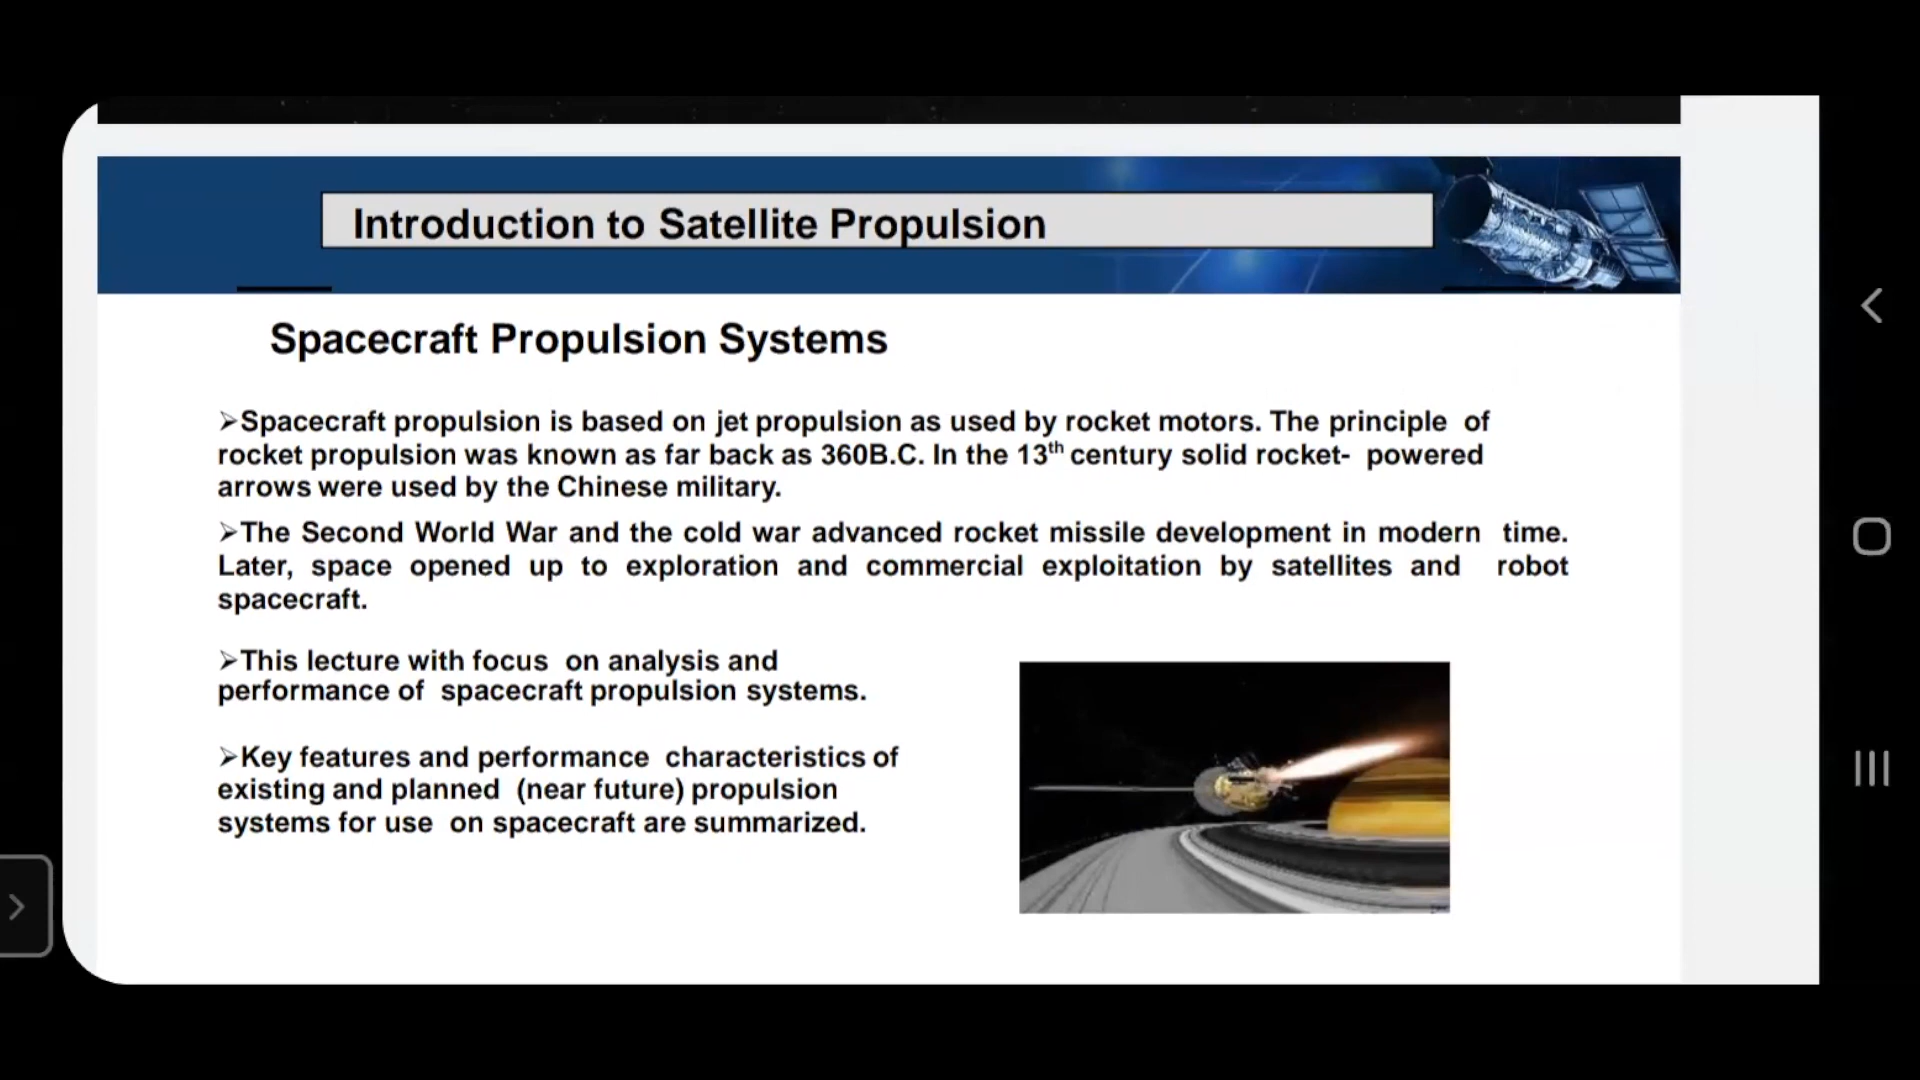 Introduction to Satellite Propulsion
Spacecraft Propulsion Systems
➢Spacecraft propulsion is based on jet propulsion as used by rocket motors. The principle of
rocket propulsion was known as far back as 360B.C. In the 13th century solid rocket- powered
arrows were used by the Chinese military.
➢The Second World War and the cold war advanced rocket missile development in modern time.
Later, space opened up to exploration and commercial exploitation by satellites and robot
spacecraft.
➢This lecture with focus on analysis and
performance of spacecraft propulsion systems.
➢Key features and performance characteristics of
existing and planned (near future) propulsion
systems for use on spacecraft are summarized.